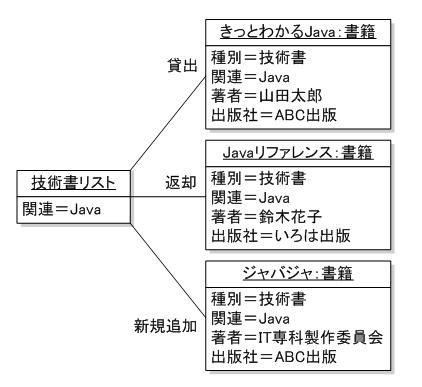 きっとわかるJava：書籍
種別＝技術書
関連＝Java
著者＝山田太郎
出版社＝ABC出版
貸出
Javaリファレンス：書籍
種別＝技術書
関連＝Java
著者＝鈴木花子
出版社＝いろは出版
技術書リスト
関連＝Java
返却
ジャバジャ：書籍
種別＝技術書
関連＝Java
著者＝IT専科製作委員会
出版社＝ABC出版
新規追加